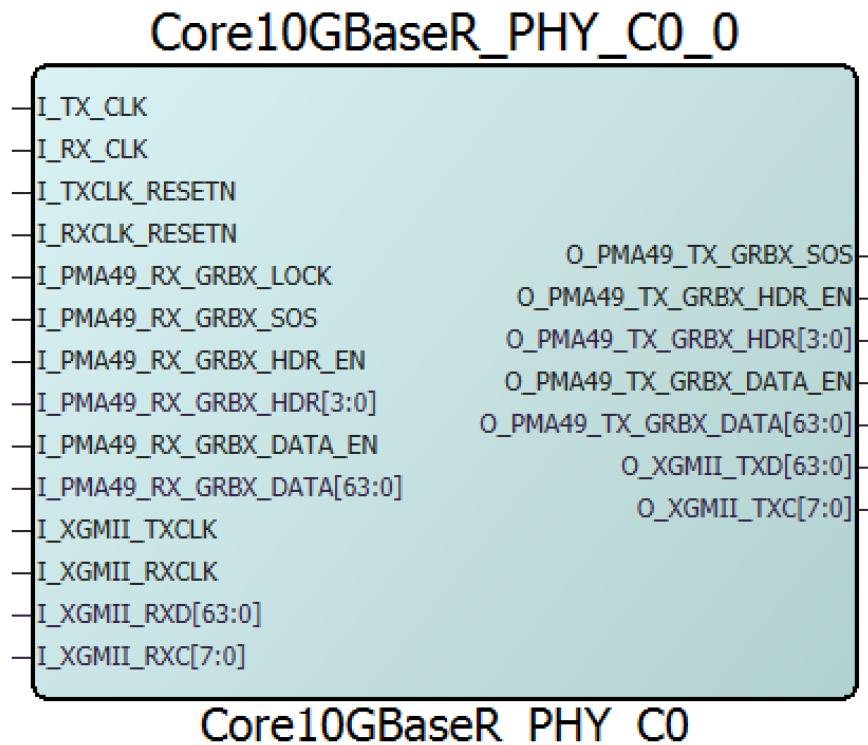 Core10GBaseR_PHY_C0_0
I_TX_CLK
I_RX_CLK
I_TXCLK_RESETN
I_RXCLK_RESETN
I_PMA49_RX_GRBX_LOCK
I_PMA49_RX_GRBX_SOS
I_PMA49_RX_GRBX_HDR_EN
I_PMA49_RX_GRBX_HDR[3:0]
I_PMA49_RX_GRBX_DATA_EN
I_PMA49_RX_GRBX_DATA[63:0]
I_XGMII_TXCLK
I_XGMII_RXCLK
I_XGMII_RXD[63:0]
I_XGMII_RXC[7:0]
O_PMA49_TX_GRBX_SOS
O_PMA49_TX_GRBX_HDR_EN
O_PMA49_TX_GRBX_HDR[3:0]
O_PMA49_TX_GRBX_DATA_EN
O_PMA49_TX_GRBX_DATA[63:0]
O_XGMII_TXD[63:0]
O_XGMII_TXC[7:0]
Core10GBaseR_PHY_C0